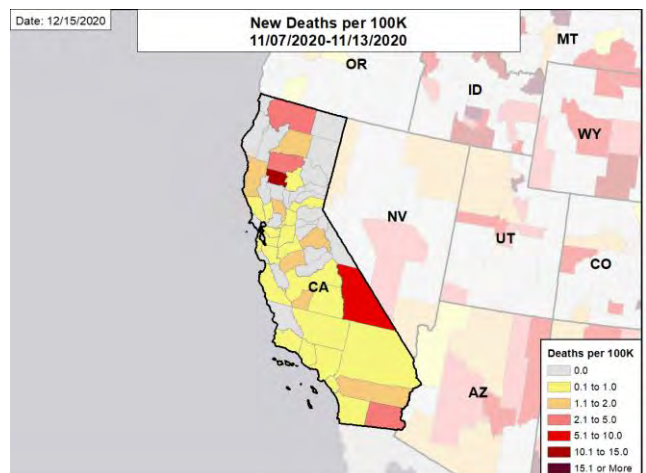 Date: 12/15/2020
New Deaths per 100K
11/07/2020-11/13/2020
MT
OR
ID
WY
NV
UT
CO
CA
AZ
Deaths per 100K
0.0
0.1 to 1.0
1.1 to 2.0
2.1 to 5.0
5.1 to 10.0
10.1 to 15.0
15.1 or More